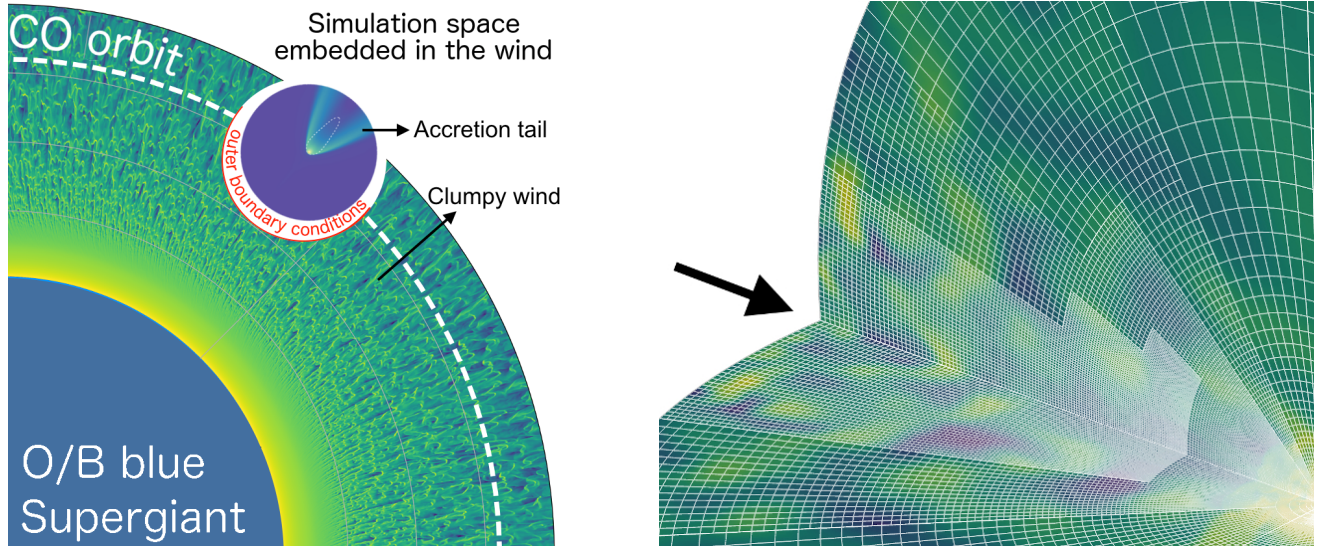 CO orbit
Simulation space
embedded in the wind
Accretion tail
outer boundary conditions
Clumpy wind
O/B blue
Supergiant